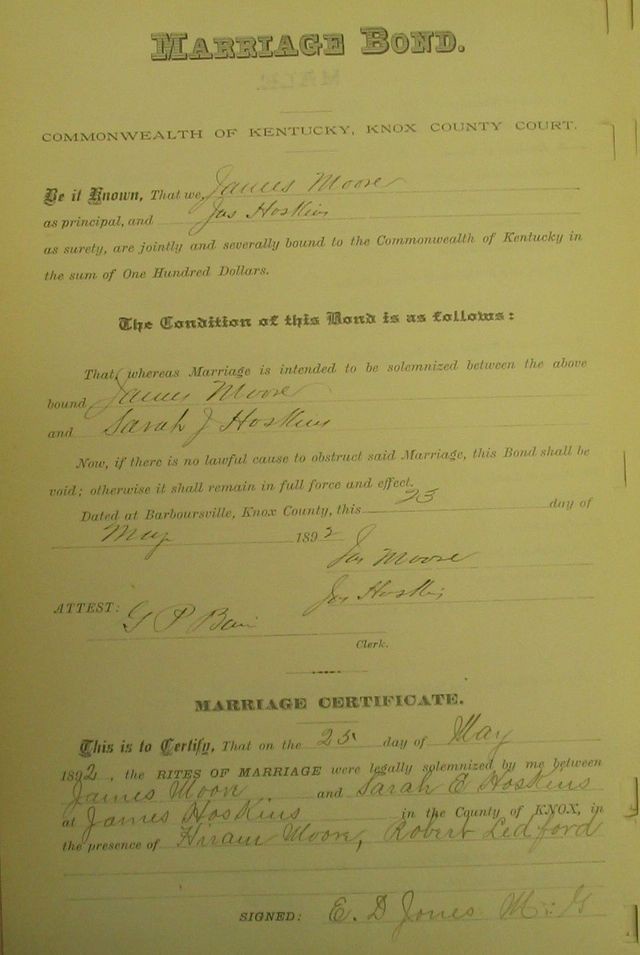 MARRIAGE BOND.
COMMONWEALTH OF KENTUCKY, KNOX COUNTY COURT.
Be it Known, That we, James Moore
as principal, and Jas Hoskins
as surety, are jointly and severally bound to the Commonwealth of Kentucky in
the sum of One Hundred Dollars.
The Condition of this Bond is as follows:
That, whereas Marriage is intended to be solemnized between the above
bound James Moore
and Sarah J Hoskins
Now, if there is no lawful cause to obstruct said Marriage, this Bond shall be
void; otherwise it shall remain in full force and effect.
Dated at Barboursville, Knox County, this 23 day of
May 1892
Jas Moore
Jas Hoskins
ATTEST: G P Bain
Clerk.
MARRIAGE CERTIFICATE.
This is to Certify, That on the 25 day of May
1892, the RITES OF MARRIAGE were legally solemnized by me between
James Moore and Sarah E Hoskins
at James Hoskins in the County of KNOX, in
the presence of Hiram Moore, Robert Ledford
SIGNED: E. D Jones M. G